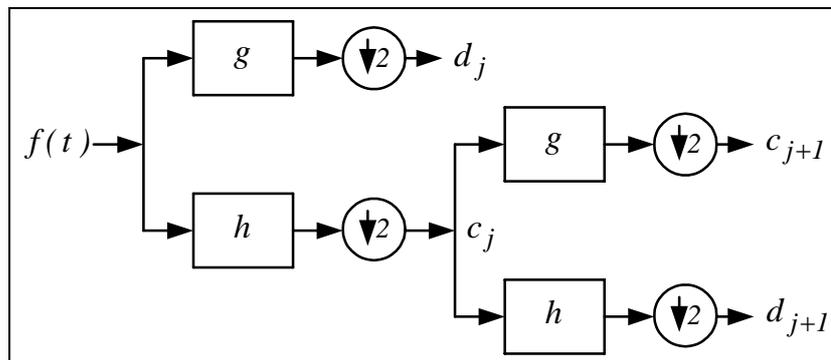 g
↓2
d_j
f(t)
g
↓2
c_{j+1}
h
↓2
c_j
h
↓2
d_{j+1}